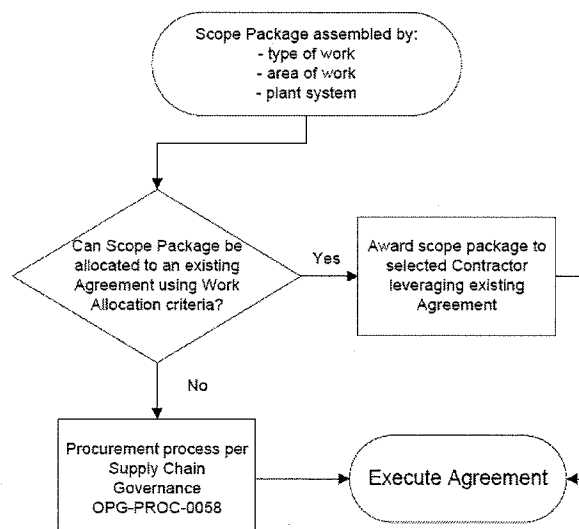 Scope Package assembled by:
- type of work
- area of work
- plant system
Can Scope Package be
allocated to an existing
Agreement using Work
Allocation criteria?
Yes
Award scope package to
selected Contractor
leveraging existing
Agreement
No
Procurement process per
Supply Chain
Governance
OPG-PROC-0058
Execute Agreement